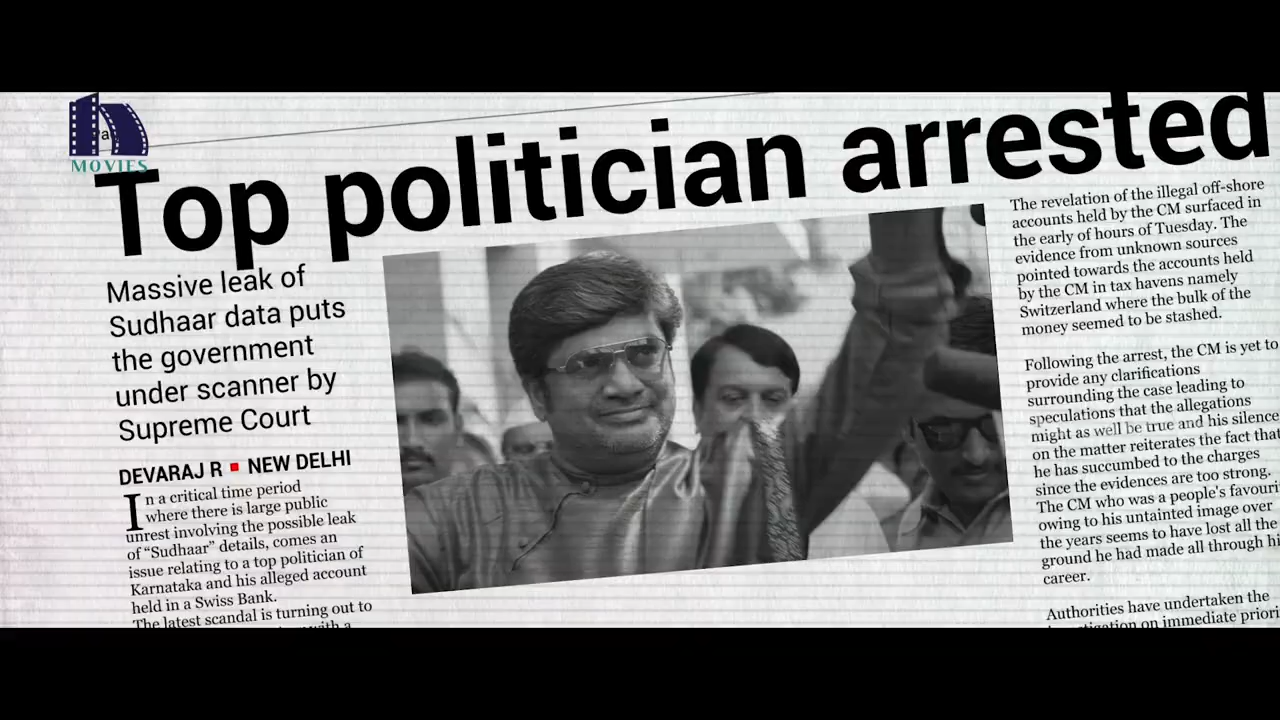 MOVIES
Top politician arrested
Massive leak of
Sudhaar data puts
the government
under scanner by
Supreme Court
DEVARAJ R ▪ NEW DELHI
In a critical time period
where there is large public
unrest involving the possible leak
of “Sudhaar” details, comes an
issue relating to a top politician of
Karnataka and his alleged account
held in a Swiss Bank.
The latest scandal is turning out to
with a
The revelation of the illegal off-shore
accounts held by the CM surfaced in
the early of hours of Tuesday. The
evidence from unknown sources
pointed towards the accounts held
by the CM in tax havens namely
Switzerland where the bulk of the
money seemed to be stashed.
Following the arrest, the CM is yet to
provide any clarifications
surrounding the case leading to
speculations that the allegations
might as well be true and his silence
on the matter reiterates the fact that
he has succumbed to the charges
since the evidences are too strong.
The CM who was a people's favouri
owing to his untainted image over
the years seems to have lost all the
ground he had made all through hi
career.
Authorities have undertaken the
on immediate priori